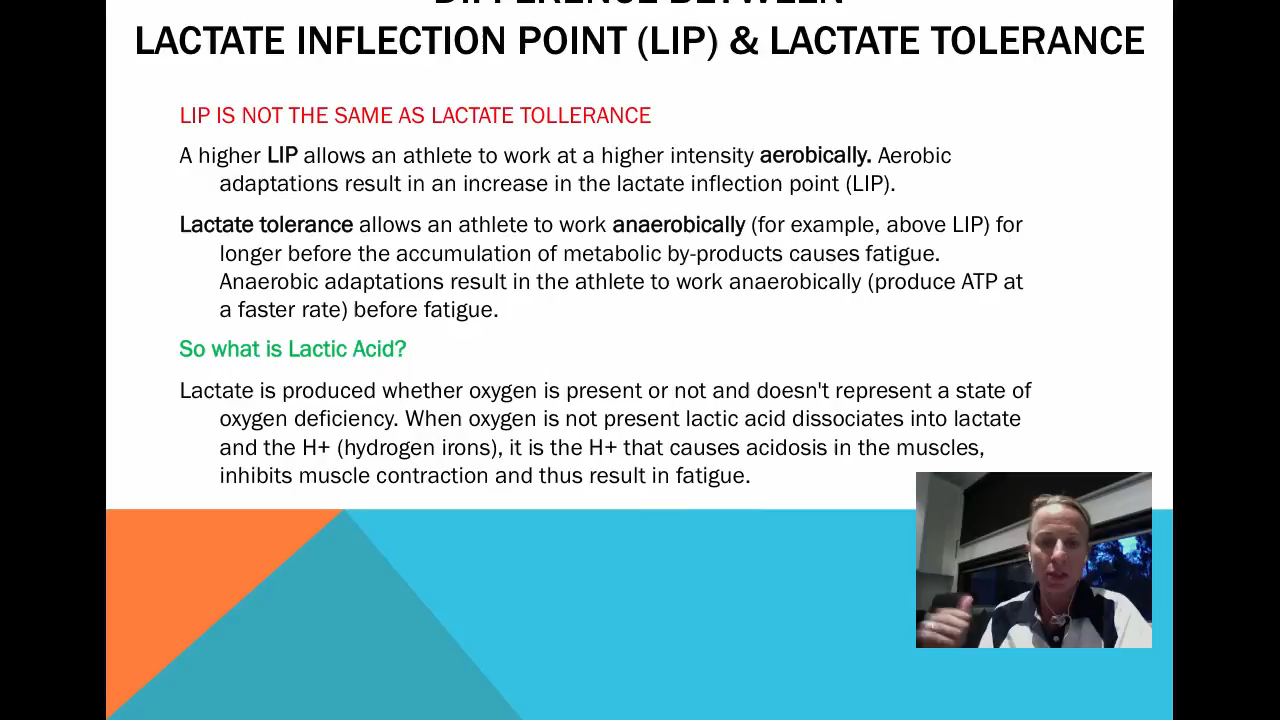 DIFFERENCE BETWEEN
LACTATE INFLECTION POINT (LIP) & LACTATE TOLERANCE
LIP IS NOT THE SAME AS LACTATE TOLLERANCE
A higher LIP allows an athlete to work at a higher intensity aerobically. Aerobic
adaptations result in an increase in the lactate inflection point (LIP).
Lactate tolerance allows an athlete to work anaerobically (for example, above LIP) for
longer before the accumulation of metabolic by-products causes fatigue.
Anaerobic adaptations result in the athlete to work anaerobically (produce ATP at
a faster rate) before fatigue.
So what is Lactic Acid?
Lactate is produced whether oxygen is present or not and doesn't represent a state of
oxygen deficiency. When oxygen is not present lactic acid dissociates into lactate
and the H+ (hydrogen irons), it is the H+ that causes acidosis in the muscles,
inhibits muscle contraction and thus result in fatigue.